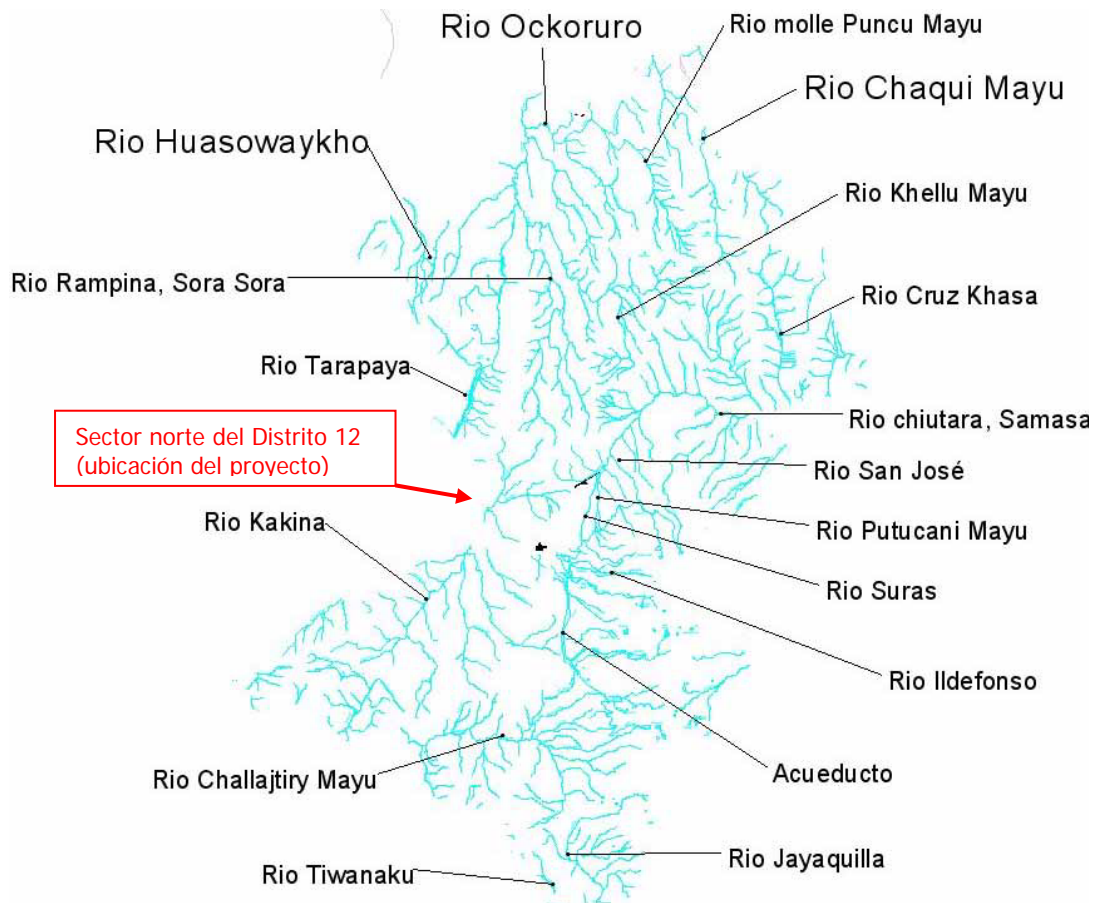 Rio Ockoruro
Rio molle Puncu Mayu
Rio Chaqui Mayu
Rio Huasowaykho
Rio Khellu Mayu
Rio Rampina, Sora Sora
Rio Cruz Khasa
Rio Tarapaya
Rio chiutara, Samasa
Sector norte del Distrito 12
(ubicación del proyecto)
Rio San José
Rio Kakina
Rio Putucani Mayu
Rio Suras
Rio Ildefonso
Rio Challajtiry Mayu
Acueducto
Rio Jayaquilla
Rio Tiwanaku